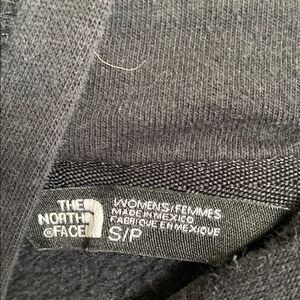 THE
NORTH
®FACE
WOMENS/FEMMES
MADE IN MEXICO
FABRIQUE EN MEXIQUE
S/P